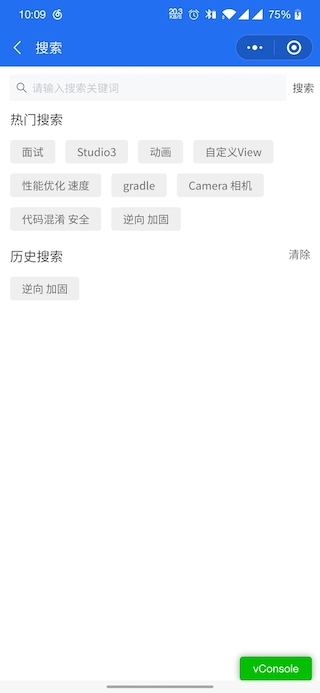 10:09 20.3 KB/s 75%
搜索
请输入搜索关键词 搜索
热门搜索
面试 Studio3 动画 自定义View
性能优化 速度 gradle Camera 相机
代码混淆 安全 逆向 加固
历史搜索 清除
逆向 加固
vConsole